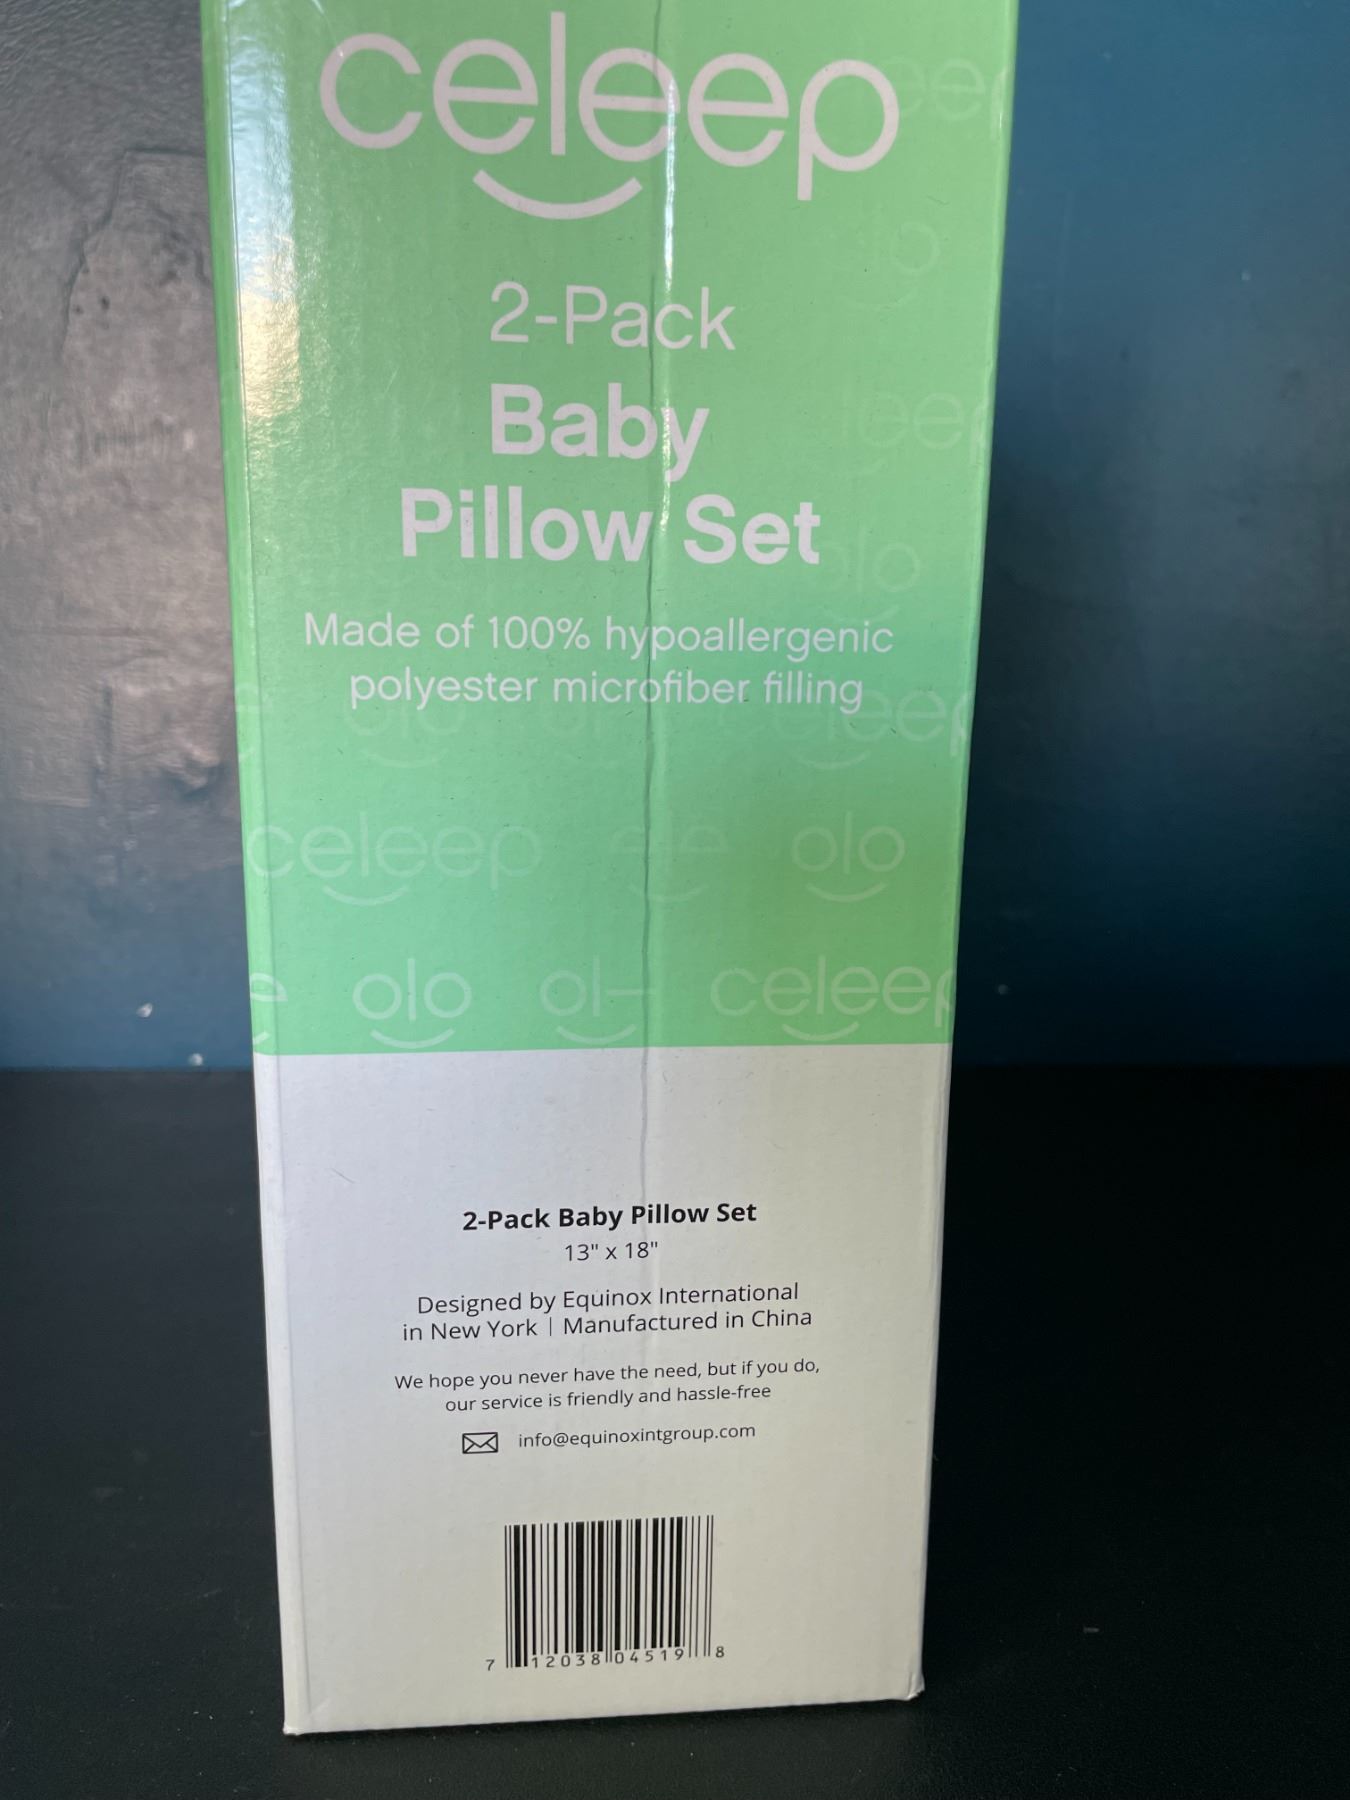 celeep
2-Pack
Baby
Pillow Set
Made of 100% hypoallergenic
polyester microfiber filling
celeep olo
olo ol– celeep
2-Pack Baby Pillow Set
13" x 18"
Designed by Equinox International
in New York | Manufactured in China
We hope you never have the need, but if you do,
our service is friendly and hassle-free
info@equinoxintgroup.com
7 12038 04519 8